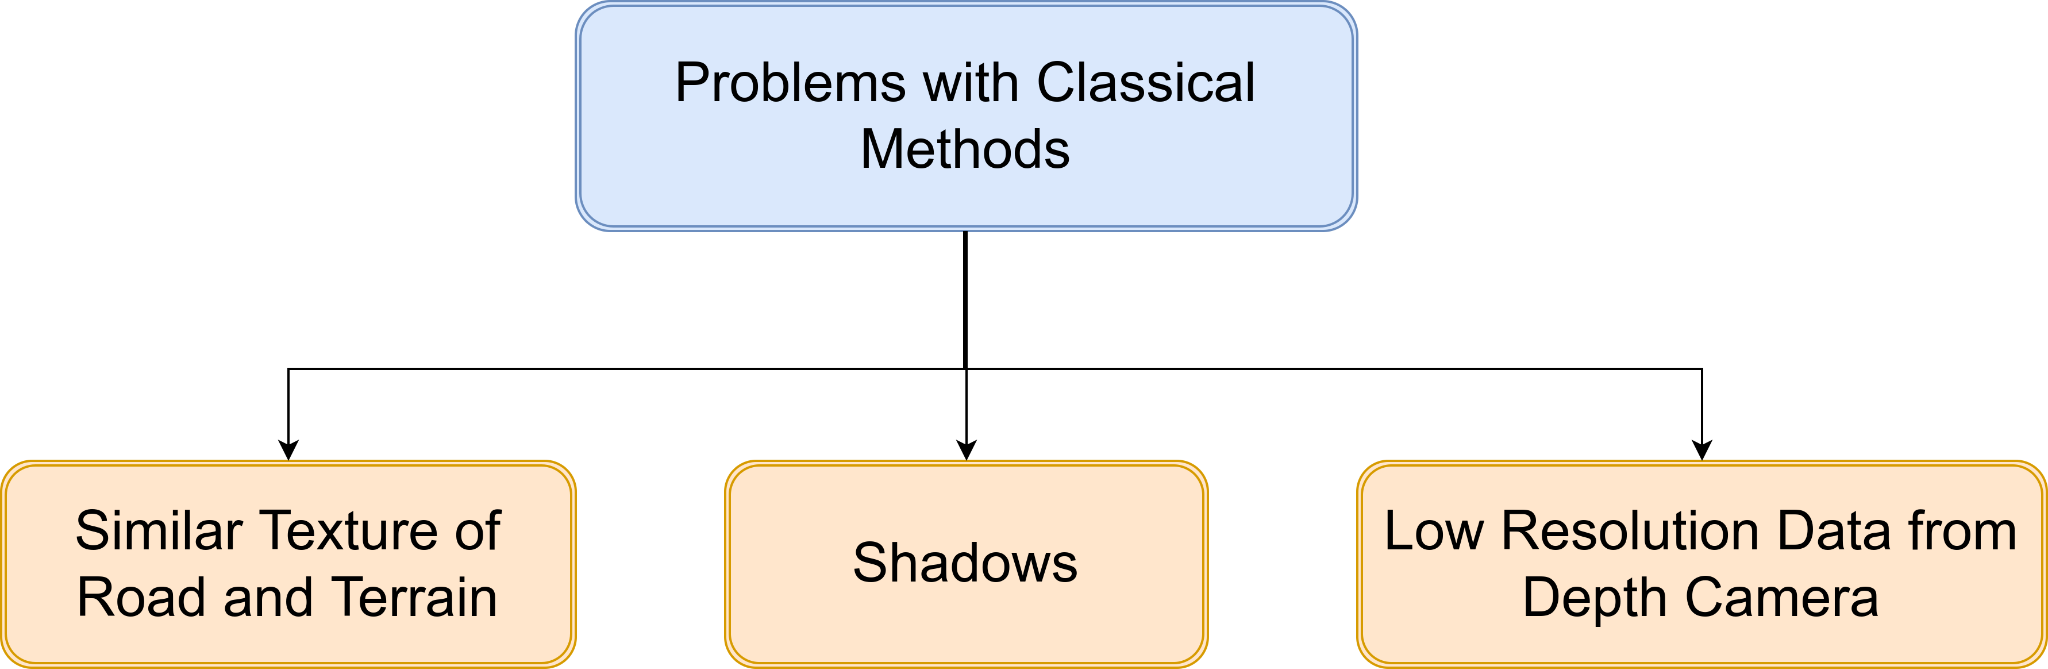 Problems with Classical
Methods
Similar Texture of
Road and Terrain
Shadows
Low Resolution Data from
Depth Camera